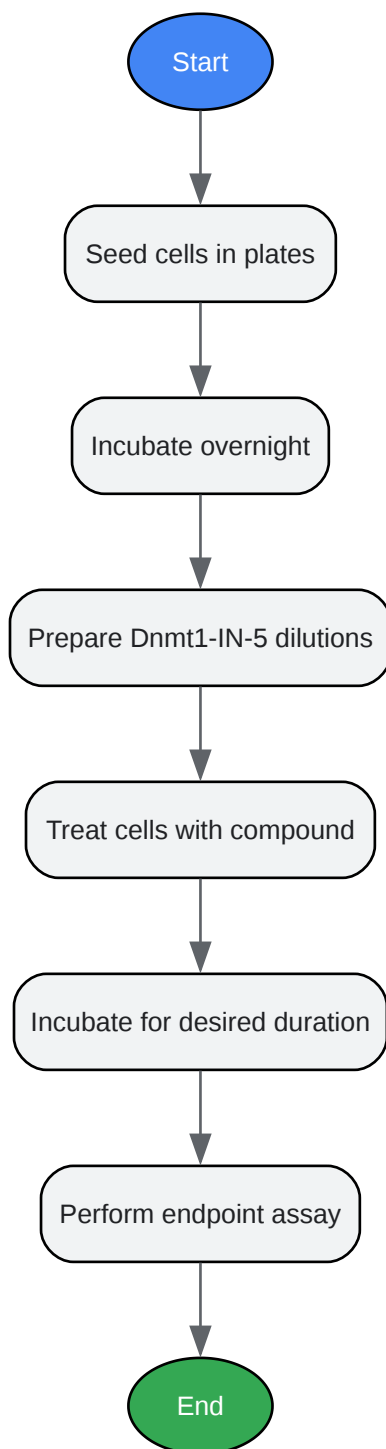 Start
Seed cells in plates
Incubate overnight
Prepare Dnmt1-IN-5 dilutions
Treat cells with compound
Incubate for desired duration
Perform endpoint assay
End